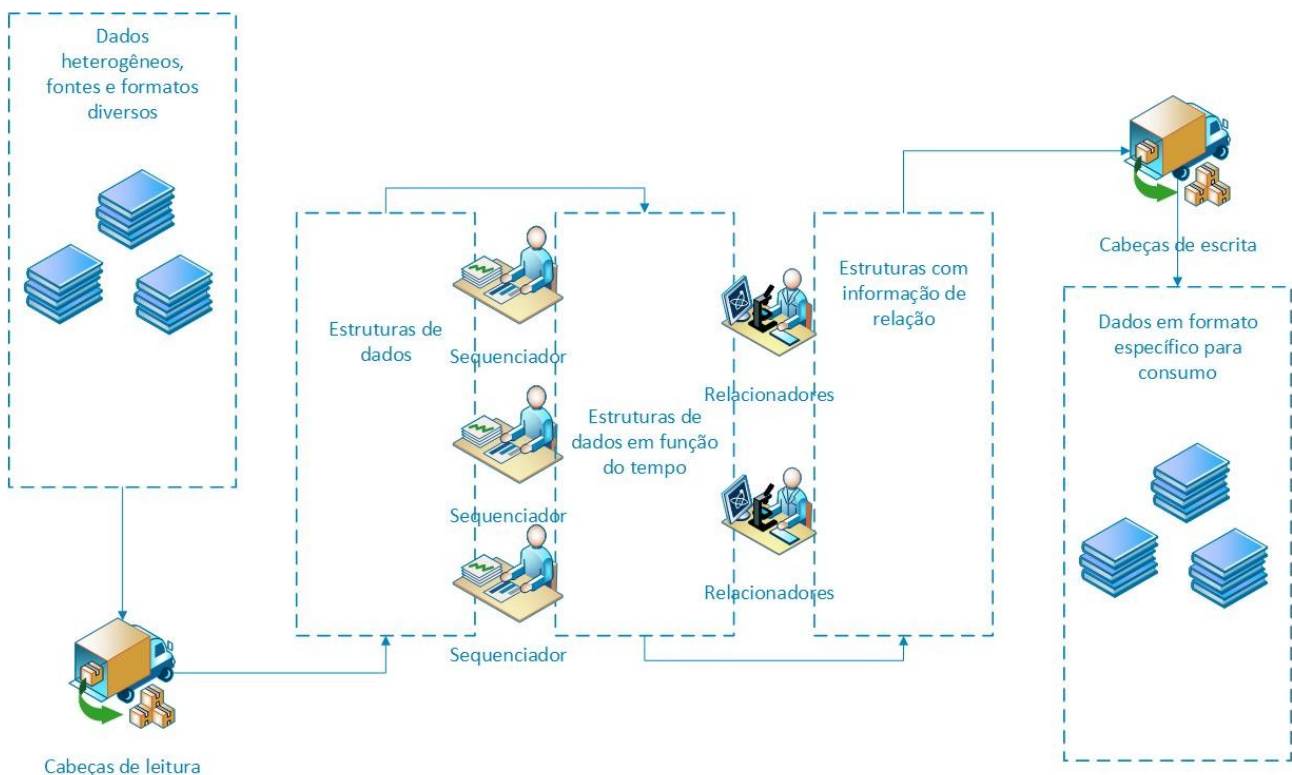 Dados
heterogêneos,
fontes e formatos
diversos
Cabeças de leitura
Estruturas de
dados
Sequenciador
Sequenciador
Sequenciador
Estruturas de
dados em função
do tempo
Relacionadores
Relacionadores
Estruturas com
informação de
relação
Cabeças de escrita
Dados em formato
específico para
consumo